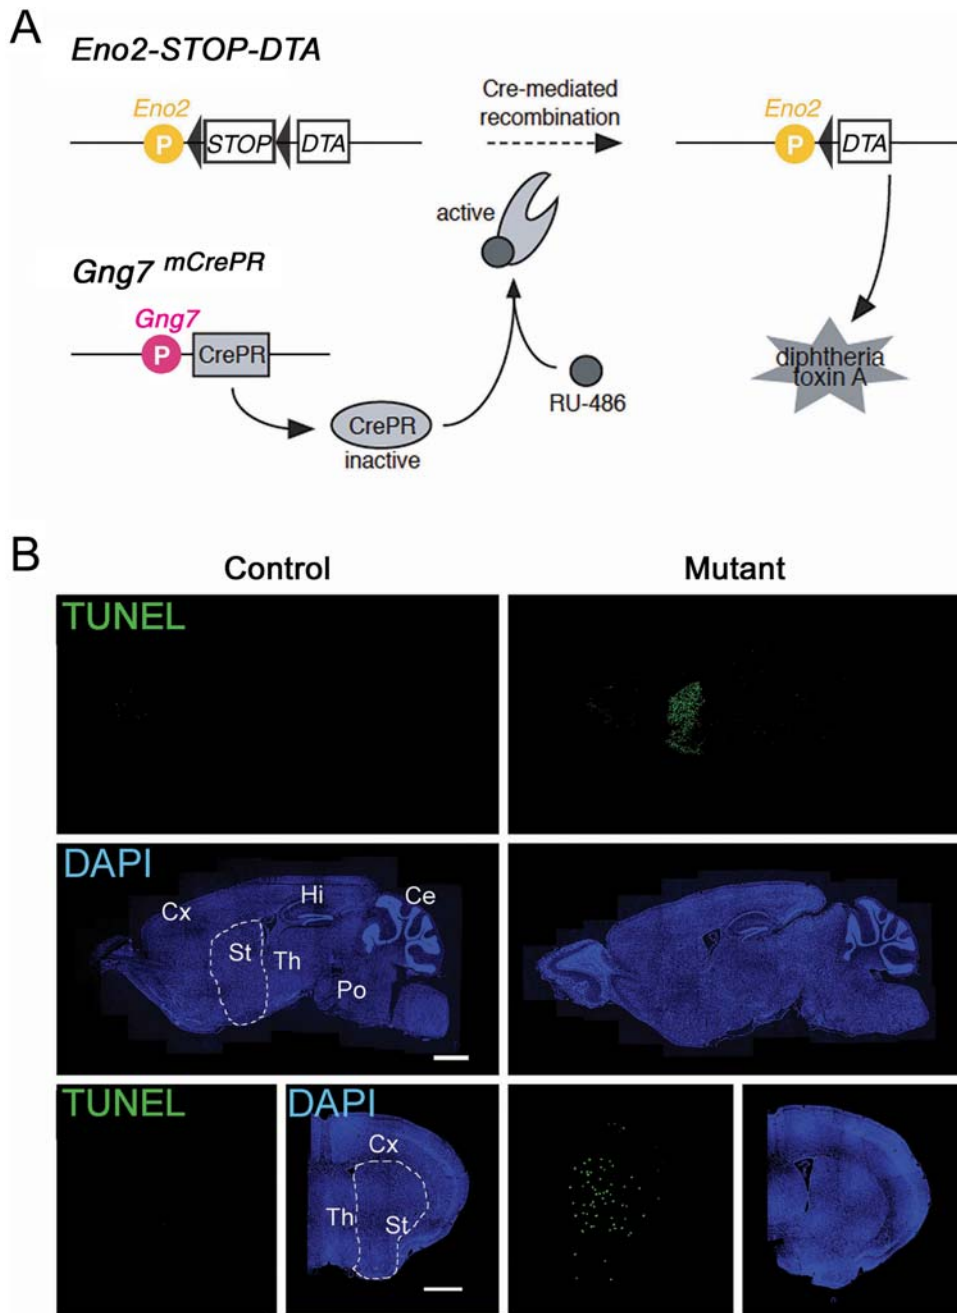 A
Eno2-STOP-DTA
Eno2
P
STOP
DTA
Cre-mediated
recombination
Eno2
P
DTA
active
Gng7 mCrePR
Gng7
P
CrePR
CrePR
inactive
RU-486
diphtheria
toxin A
B
Control
Mutant
TUNEL
DAPI
Cx
Hi
Ce
St
Th
Po
TUNEL
DAPI
Cx
Th
St